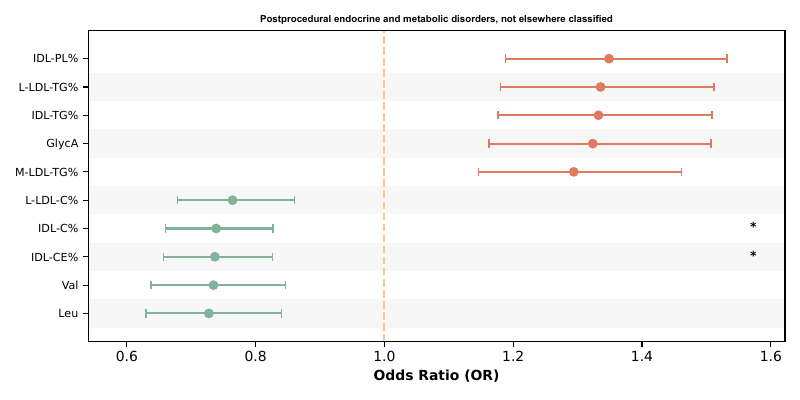 Postprocedural endocrine and metabolic disorders, not elsewhere classified
IDL-PL%
L-LDL-TG%
IDL-TG%
GlycA
M-LDL-TG%
L-LDL-C%
IDL-C% *
IDL-CE% *
Val
Leu
0.6 0.8 1.0 1.2 1.4 1.6
Odds Ratio (OR)